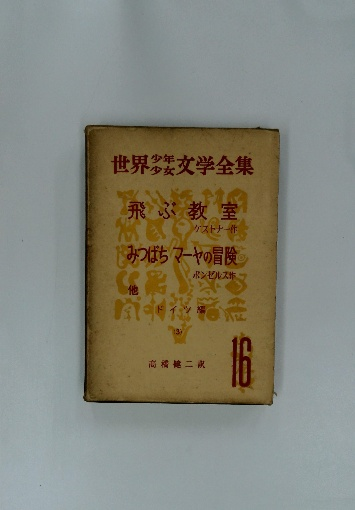 世界少年少女文学全集
飛ぶ教室
ケストナー作
みつばちマーヤの冒険
ボンゼルス作
他
ドイツ編
(3)
高橋健二訳
16